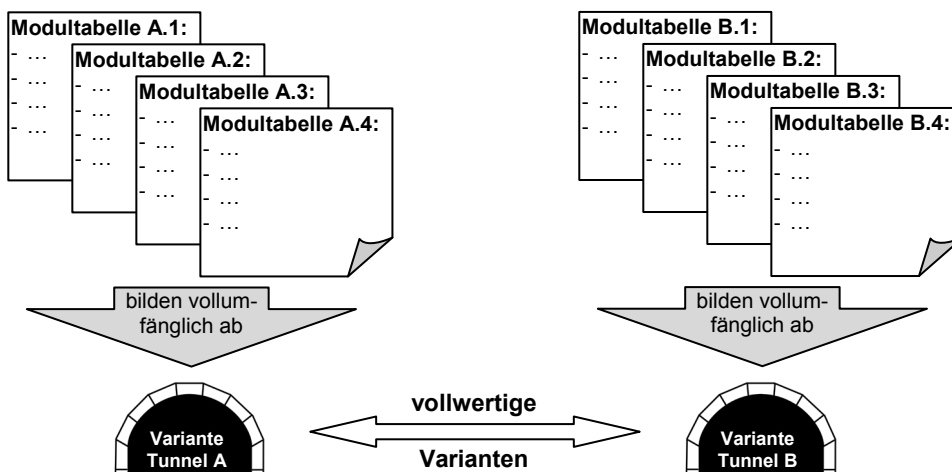 Modultabelle A.1:
- ...
- ...
- ...
- ...
Modultabelle A.2:
- ...
- ...
- ...
- ...
Modultabelle A.3:
- ...
- ...
- ...
- ...
Modultabelle A.4:
- ...
- ...
- ...
- ...
bilden vollum-
fänglich ab
Variante
Tunnel A
vollwertige
Varianten
Modultabelle B.1:
- ...
- ...
- ...
- ...
Modultabelle B.2:
- ...
- ...
- ...
- ...
Modultabelle B.3:
- ...
- ...
- ...
- ...
Modultabelle B.4:
- ...
- ...
- ...
- ...
bilden vollum-
fänglich ab
Variante
Tunnel B